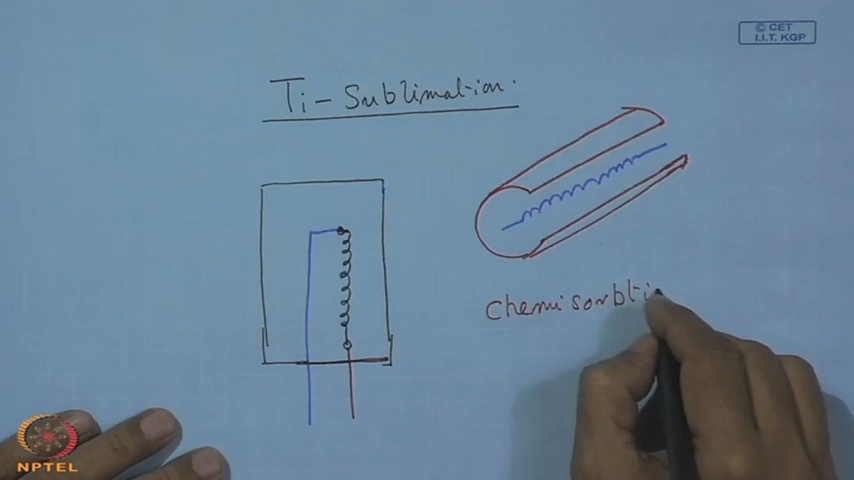 © CET
I.I.T. KGP
Ti - Sublimation.
chemisorbti
NPTEL